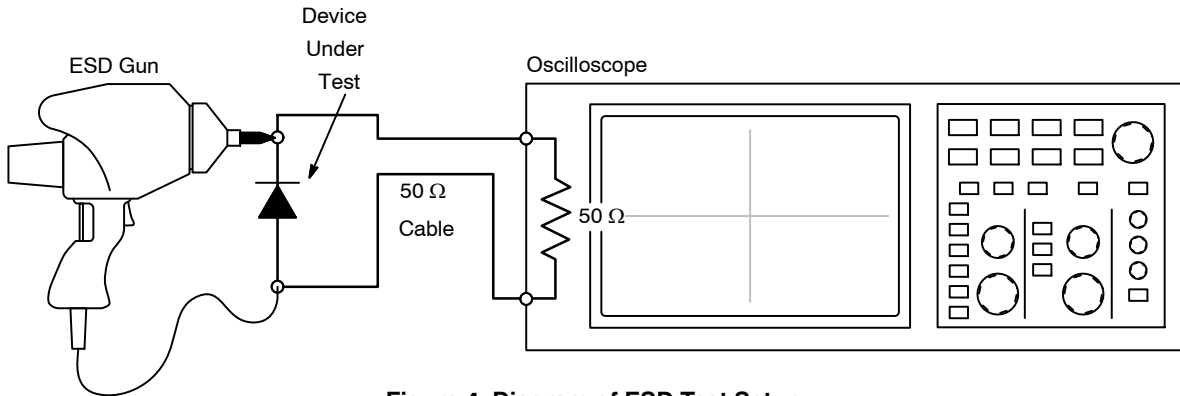 Device
Under
Test
ESD Gun
Oscilloscope
50 Ω
Cable
50 Ω